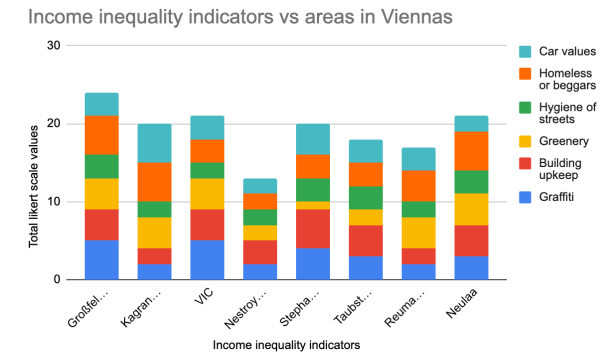 Income inequality indicators vs areas in Viennas
Total likert scale values
30
20
10
0
Großfel…
Kagran…
VIC
Nestroy…
Stepha…
Taubst…
Reuma…
Neulaa
Income inequality indicators
Car values
Homeless
or beggars
Hygiene of
streets
Greenery
Building
upkeep
Graffiti